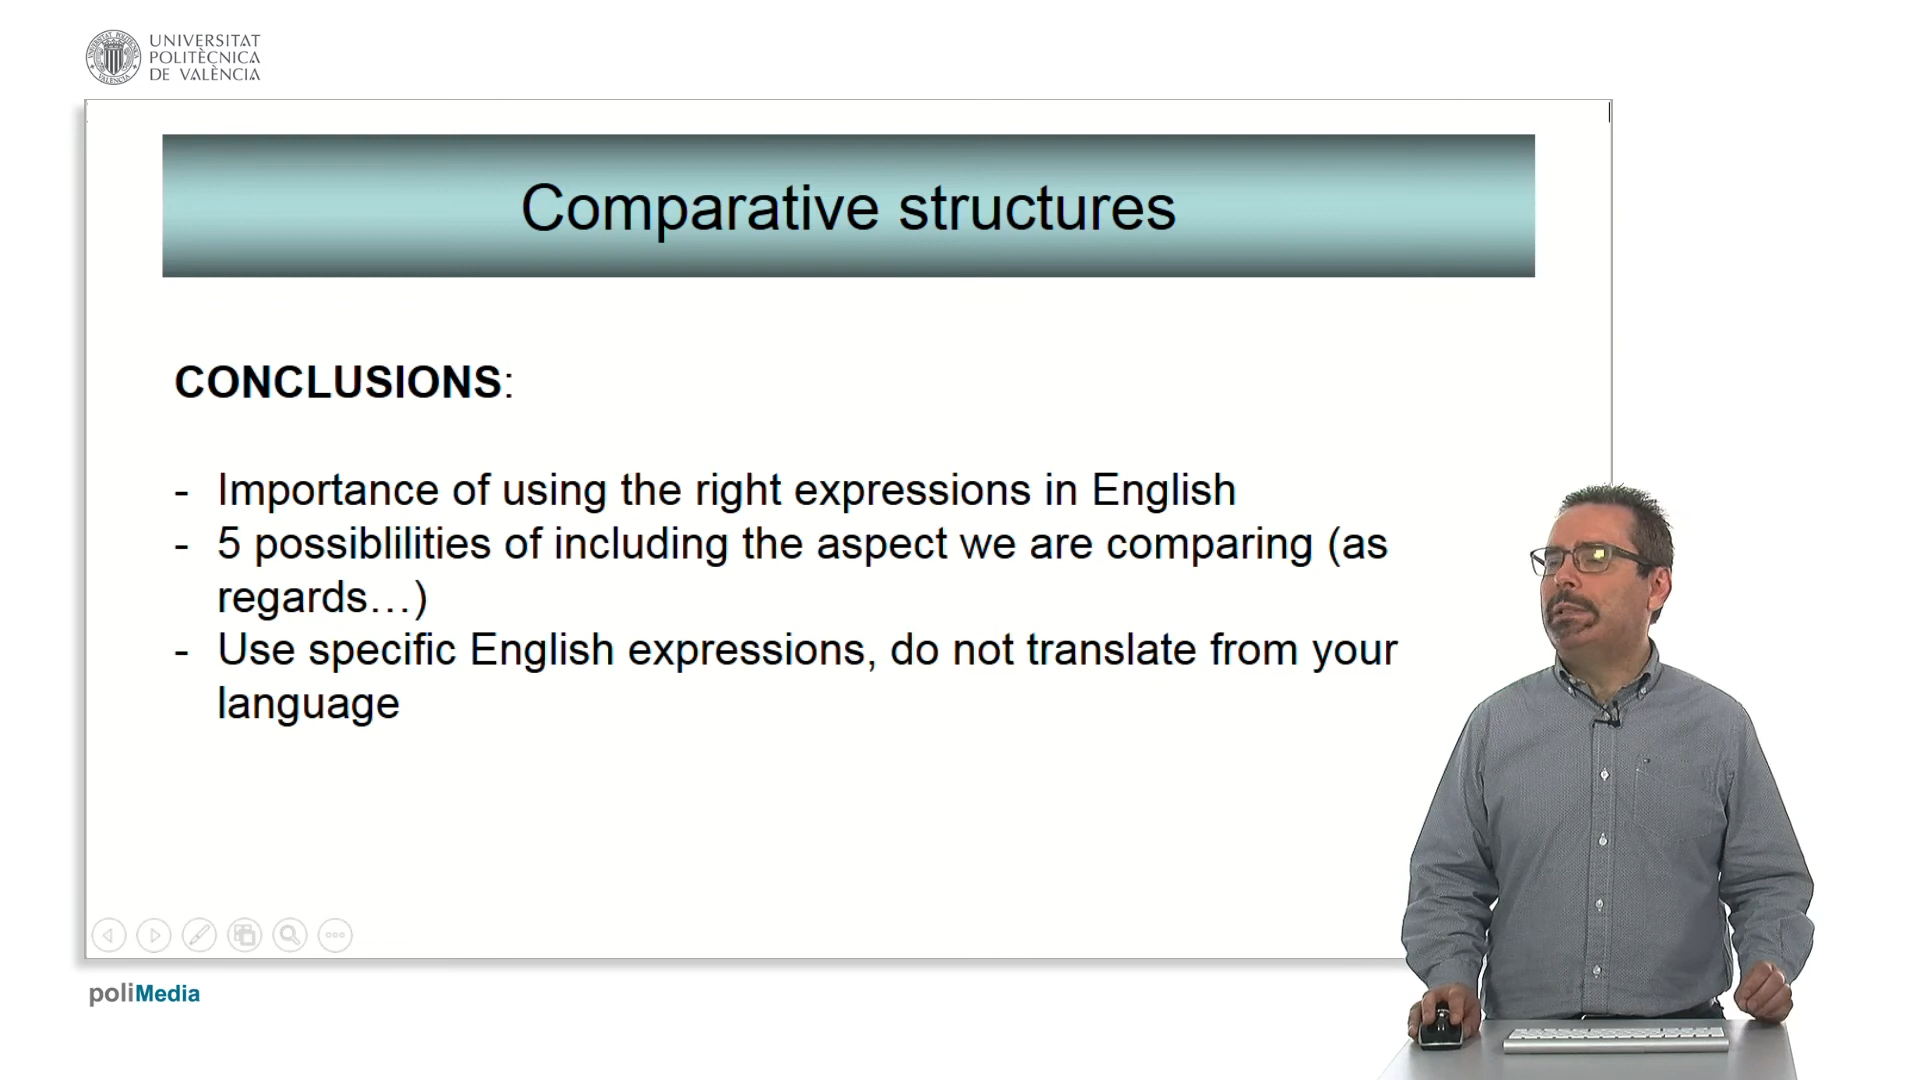 UNIVERSITAT
POLITÈCNICA
DE VALÈNCIA
Comparative structures
CONCLUSIONS:
- Importance of using the right expressions in English
- 5 possiblilities of including the aspect we are comparing (as
regards…)
- Use specific English expressions, do not translate from your
language
poliMedia